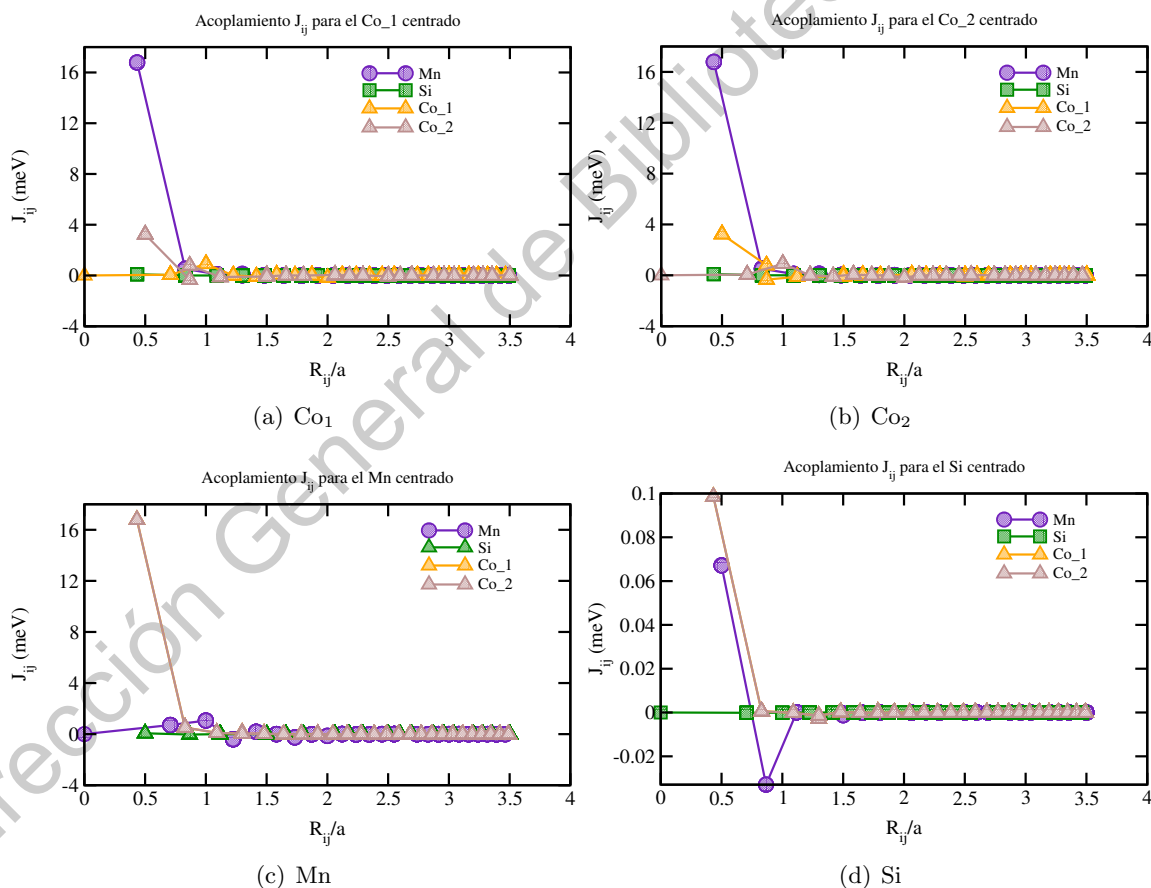 Acoplamiento J_ij para el Co_1 centrado
16
12
8
4
0
-4
J_ij (meV)
Mn
Si
Co_1
Co_2
0 0.5 1 1.5 2 2.5 3 3.5 4
R_ij/a
(a) Co₁
Acoplamiento J_ij para el Co_2 centrado
16
12
8
4
0
-4
J_ij (meV)
Mn
Si
Co_1
Co_2
0 0.5 1 1.5 2 2.5 3 3.5 4
R_ij/a
(b) Co₂
Acoplamiento J_ij para el Mn centrado
16
12
8
4
0
-4
J_ij (meV)
Mn
Si
Co_1
Co_2
0 0.5 1 1.5 2 2.5 3 3.5 4
R_ij/a
(c) Mn
Acoplamiento J_ij para el Si centrado
0.1
0.08
0.06
0.04
0.02
0
-0.02
J_ij (meV)
Mn
Si
Co_1
Co_2
0 0.5 1 1.5 2 2.5 3 3.5 4
R_ij/a
(d) Si
rección General de Bibliotec